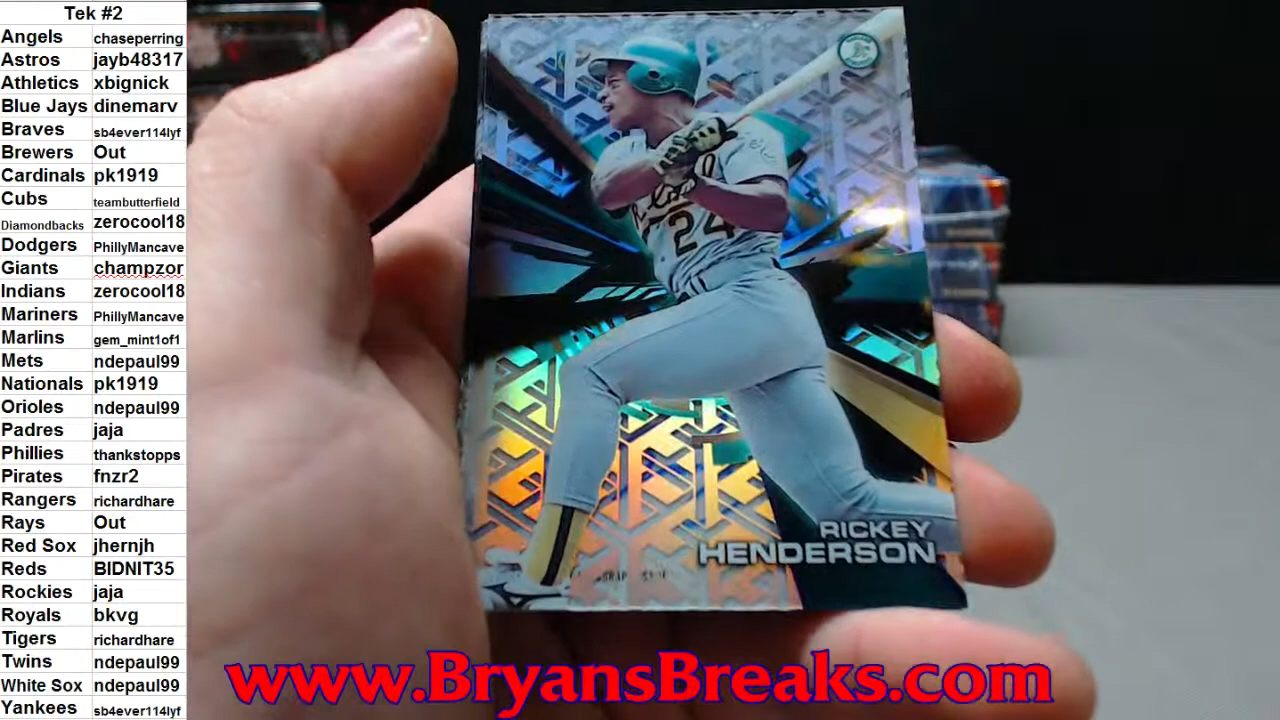 Tek #2
Angels chaseperring
Astros jayb48317
Athletics xbignick
Blue Jays dinemarv
Braves sb4ever114lyf
Brewers Out
Cardinals pk1919
Cubs teambutterfield
Diamondbacks zerocool18
Dodgers PhillyMancave
Giants champzor
Indians zerocool18
Mariners PhillyMancave
Marlins gem_mint1of1
Mets ndepaul99
Nationals pk1919
Orioles ndepaul99
Padres jaja
Phillies thankstopps
Pirates fnzr2
Rangers richardhare
Rays Out
Red Sox jhernjh
Reds BIDNIT35
Rockies jaja
Royals bkvg
Tigers richardhare
Twins ndepaul99
White Sox ndepaul99
Yankees sb4ever114lyf
24
RICKEY
HENDERSON
www.BryansBreaks.com